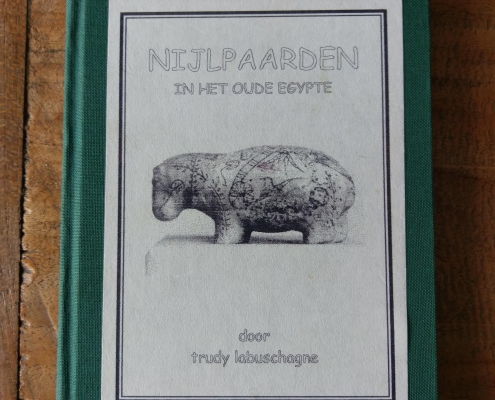 NIJLPAARDEN
IN HET OUDE EGYPTE
door
trudy labuschagne